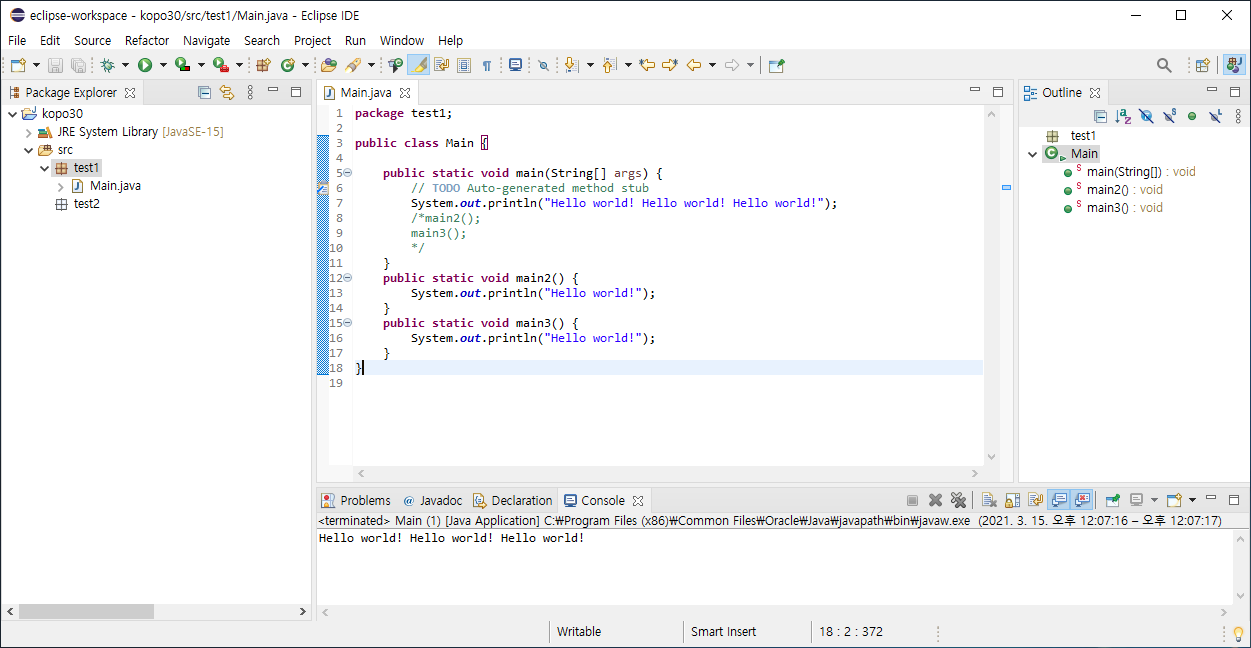 eclipse-workspace - kopo30/src/test1/Main.java - Eclipse IDE
File Edit Source Refactor Navigate Search Project Run Window Help
Package Explorer
kopo30
JRE System Library [JavaSE-15]
src
test1
Main.java
test2
Main.java
1 package test1;
2
3 public class Main {
4
5 public static void main(String[] args) {
6 // TODO Auto-generated method stub
7 System.out.println("Hello world! Hello world! Hello world!");
8 /*main2();
9 main3();
10 */
11 }
12 public static void main2() {
13 System.out.println("Hello world!");
14 }
15 public static void main3() {
16 System.out.println("Hello world!");
17 }
18 }
19
Outline
test1
Main
main(String[]) : void
main2() : void
main3() : void
Problems @ Javadoc Declaration Console
<terminated> Main (1) [Java Application] C:₩Program Files (x86)₩Common Files₩Oracle₩Java₩javapath₩bin₩javaw.exe (2021. 3. 15. 오후 12:07:16 – 오후 12:07:17)
Hello world! Hello world! Hello world!
Writable Smart Insert 18 : 2 : 372